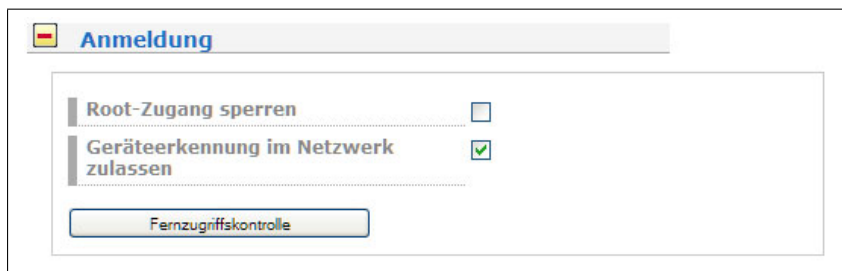 Anmeldung
Root-Zugang sperren
Geräteerkennung im Netzwerk
zulassen
Fernzugriffskontrolle